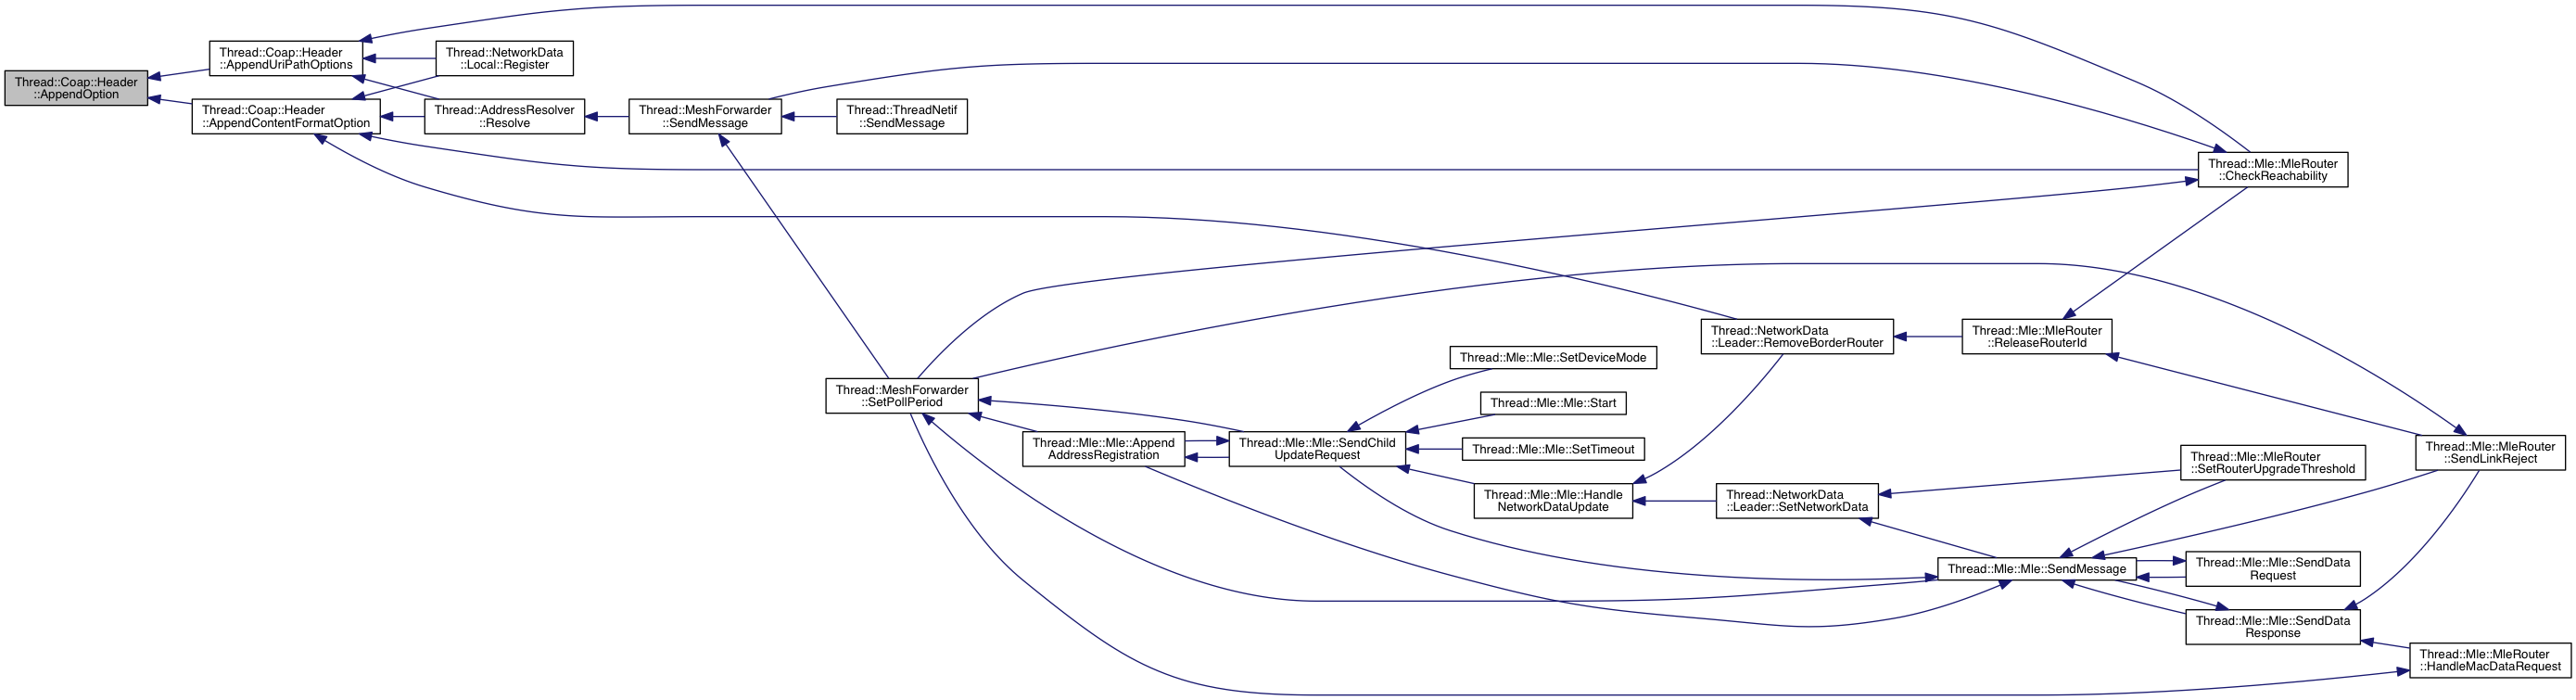 Thread::Coap::Header
::AppendOption
Thread::Coap::Header
::AppendUriPathOptions
Thread::Coap::Header
::AppendContentFormatOption
Thread::NetworkData
::Local::Register
Thread::AddressResolver
::Resolve
Thread::MeshForwarder
::SendMessage
Thread::ThreadNetif
::SendMessage
Thread::MeshForwarder
::SetPollPeriod
Thread::Mle::Mle::Append
AddressRegistration
Thread::Mle::Mle::SendChild
UpdateRequest
Thread::Mle::Mle::SetDeviceMode
Thread::Mle::Mle::Start
Thread::Mle::Mle::SetTimeout
Thread::Mle::Mle::Handle
NetworkDataUpdate
Thread::NetworkData
::Leader::RemoveBorderRouter
Thread::NetworkData
::Leader::SetNetworkData
Thread::Mle::MleRouter
::ReleaseRouterId
Thread::Mle::Mle::SendMessage
Thread::Mle::MleRouter
::CheckReachability
Thread::Mle::MleRouter
::SetRouterUpgradeThreshold
Thread::Mle::Mle::SendData
Request
Thread::Mle::Mle::SendData
Response
Thread::Mle::MleRouter
::SendLinkReject
Thread::Mle::MleRouter
::HandleMacDataRequest